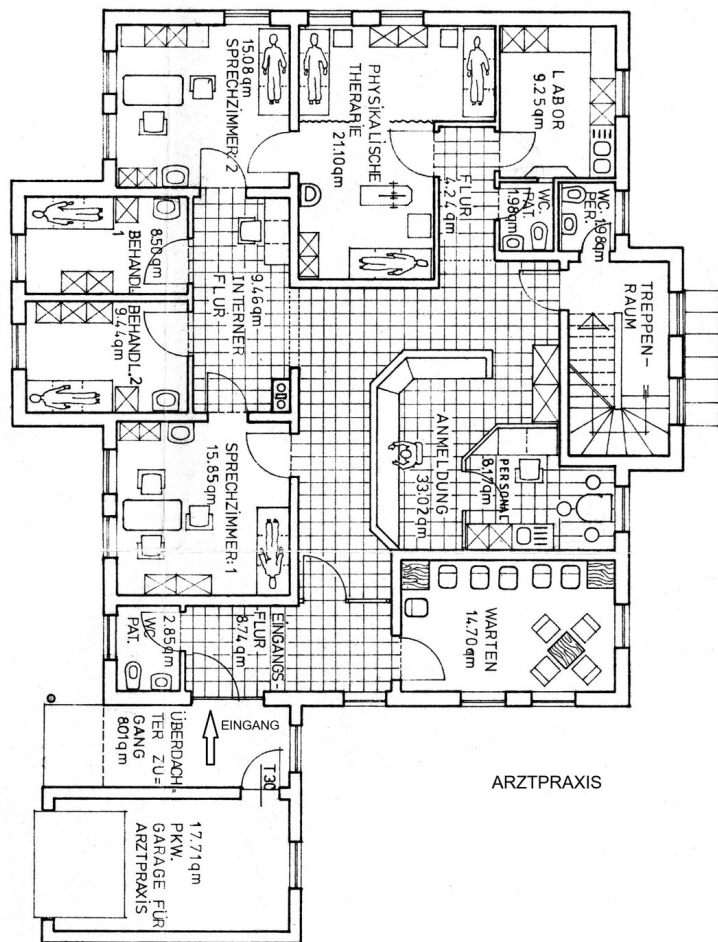 15.08qm
SPRECHZIMMER:2
PHYSIKALISCHE
THERAPIE
21.10qm
LABOR
9.25qm
FLUR
4.24qm
WC.
PAT.
1.98qm
WC.
PER.
1.98qm
8.50qm
BEHANDL.
1
9.46qm
INTERNER
FLUR
TREPPEN-
RAUM
BEHANDL.2
9.44qm
ANMELDUNG
33.02qm
PERSONAL
8.17qm
SPRECHZIMMER:1
15.85qm
WARTEN
14.70qm
EINGANGS-
FLUR
8.74qm
2.85qm
WC
PAT.
ÜBERDACH=
TER ZU=
GANG
8.01qm
EINGANG
T30
ARZTPRAXIS
17.71qm
PKW.
GARAGE FÜR
ARZTPRAXIS